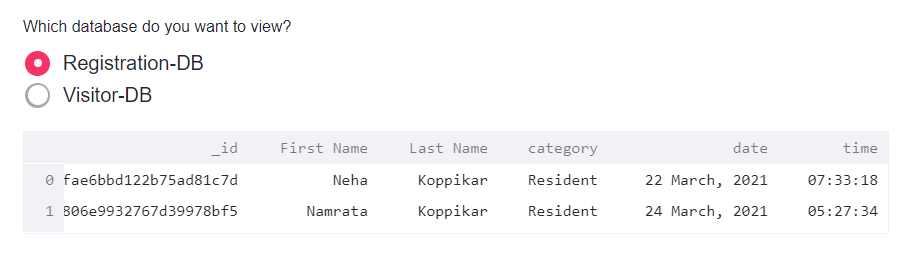 Which database do you want to view?
Registration-DB
Visitor-DB
_id First Name Last Name category date time
0 fae6bbd122b75ad81c7d Neha Koppikar Resident 22 March, 2021 07:33:18
1 806e9932767d39978bf5 Namrata Koppikar Resident 24 March, 2021 05:27:34